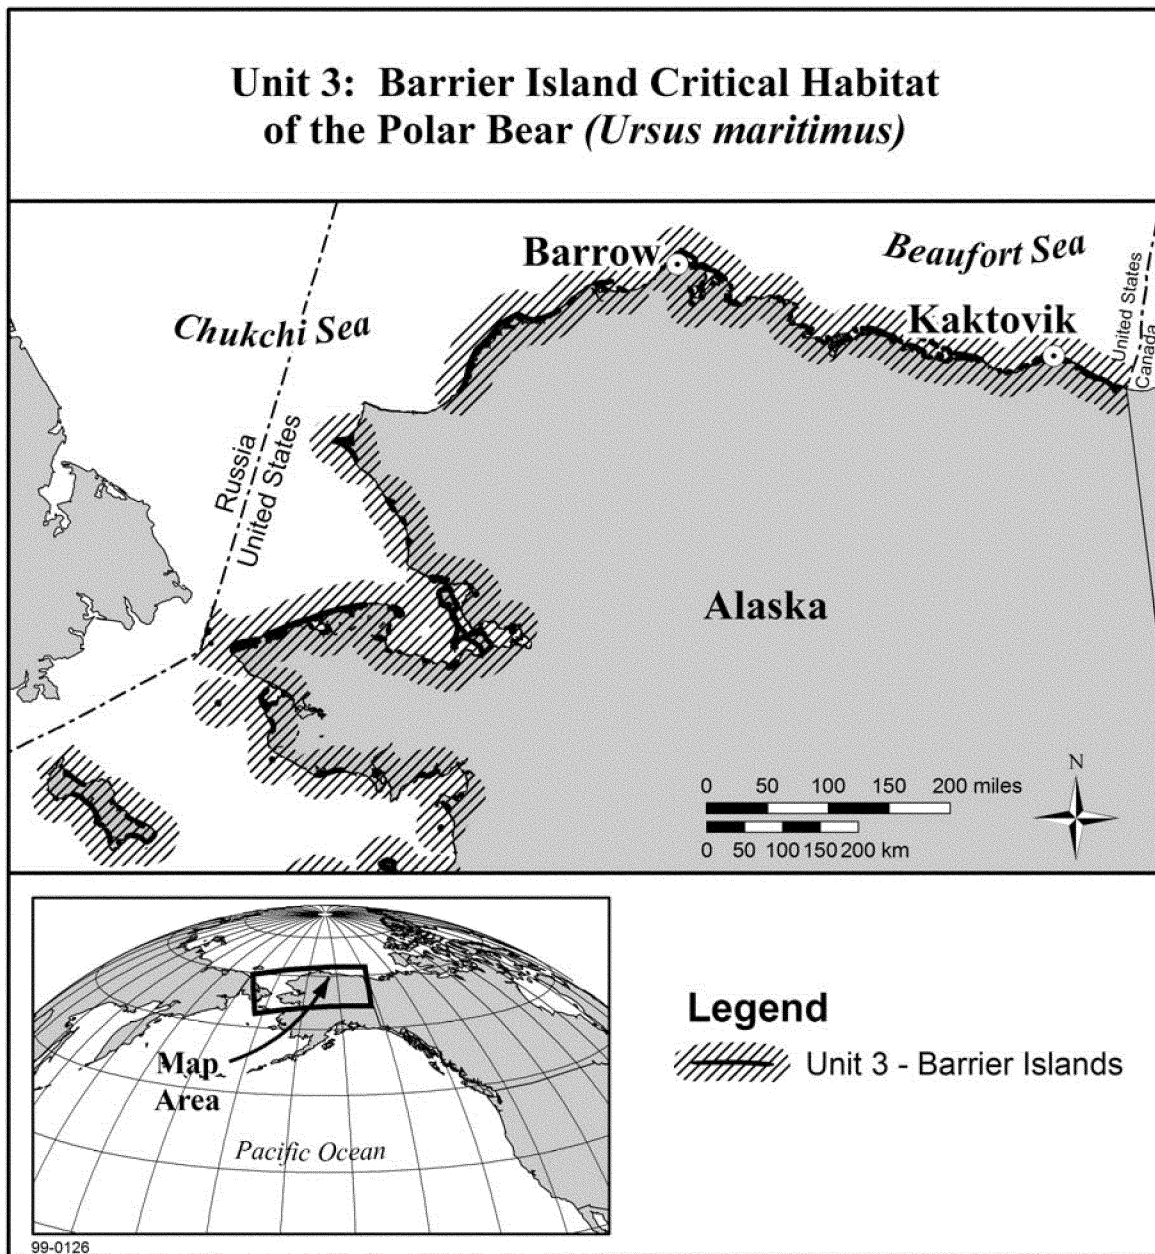 Unit 3: Barrier Island Critical Habitat
of the Polar Bear (Ursus maritimus)
Barrow
Beaufort Sea
Chukchi Sea
Kaktovik
United States
Canada
Russia
United States
Alaska
N
0 50 100 150 200 miles
0 50 100 150 200 km
Map
Area
Pacific Ocean
Legend
Unit 3 - Barrier Islands
99-0126